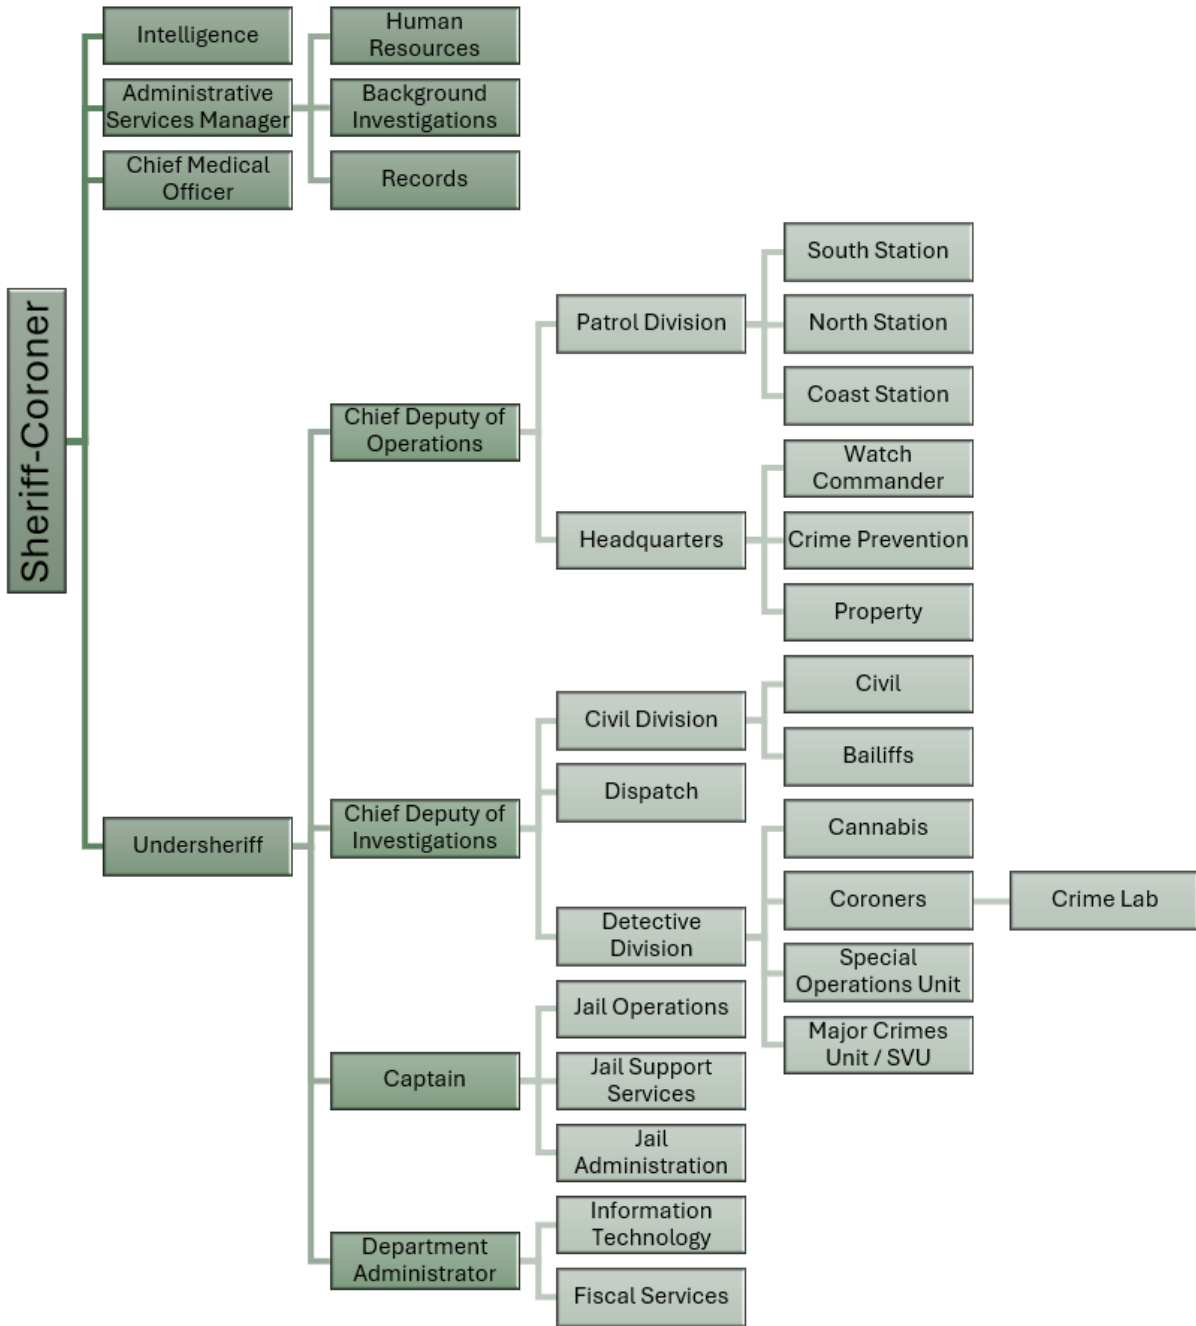 Intelligence
Administrative
Services Manager
Chief Medical
Officer
Human
Resources
Background
Investigations
Records
Sheriff-Coroner
Undersheriff
Chief Deputy of
Operations
Patrol Division
South Station
North Station
Coast Station
Headquarters
Watch
Commander
Crime Prevention
Property
Chief Deputy of
Investigations
Civil Division
Civil
Bailiffs
Dispatch
Detective
Division
Cannabis
Coroners
Crime Lab
Special
Operations Unit
Major Crimes
Unit / SVU
Captain
Jail Operations
Jail Support
Services
Jail
Administration
Department
Administrator
Information
Technology
Fiscal Services